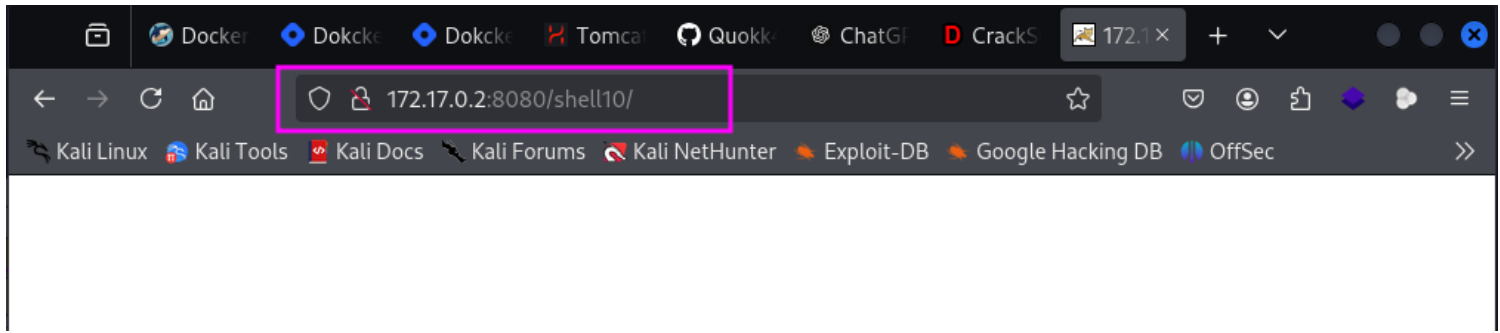 Docker Dokcke Dokcke Tomcat Quokk ChatGP CrackS 172.1
172.17.0.2:8080/shell10/
Kali Linux Kali Tools Kali Docs Kali Forums Kali NetHunter Exploit-DB Google Hacking DB OffSec